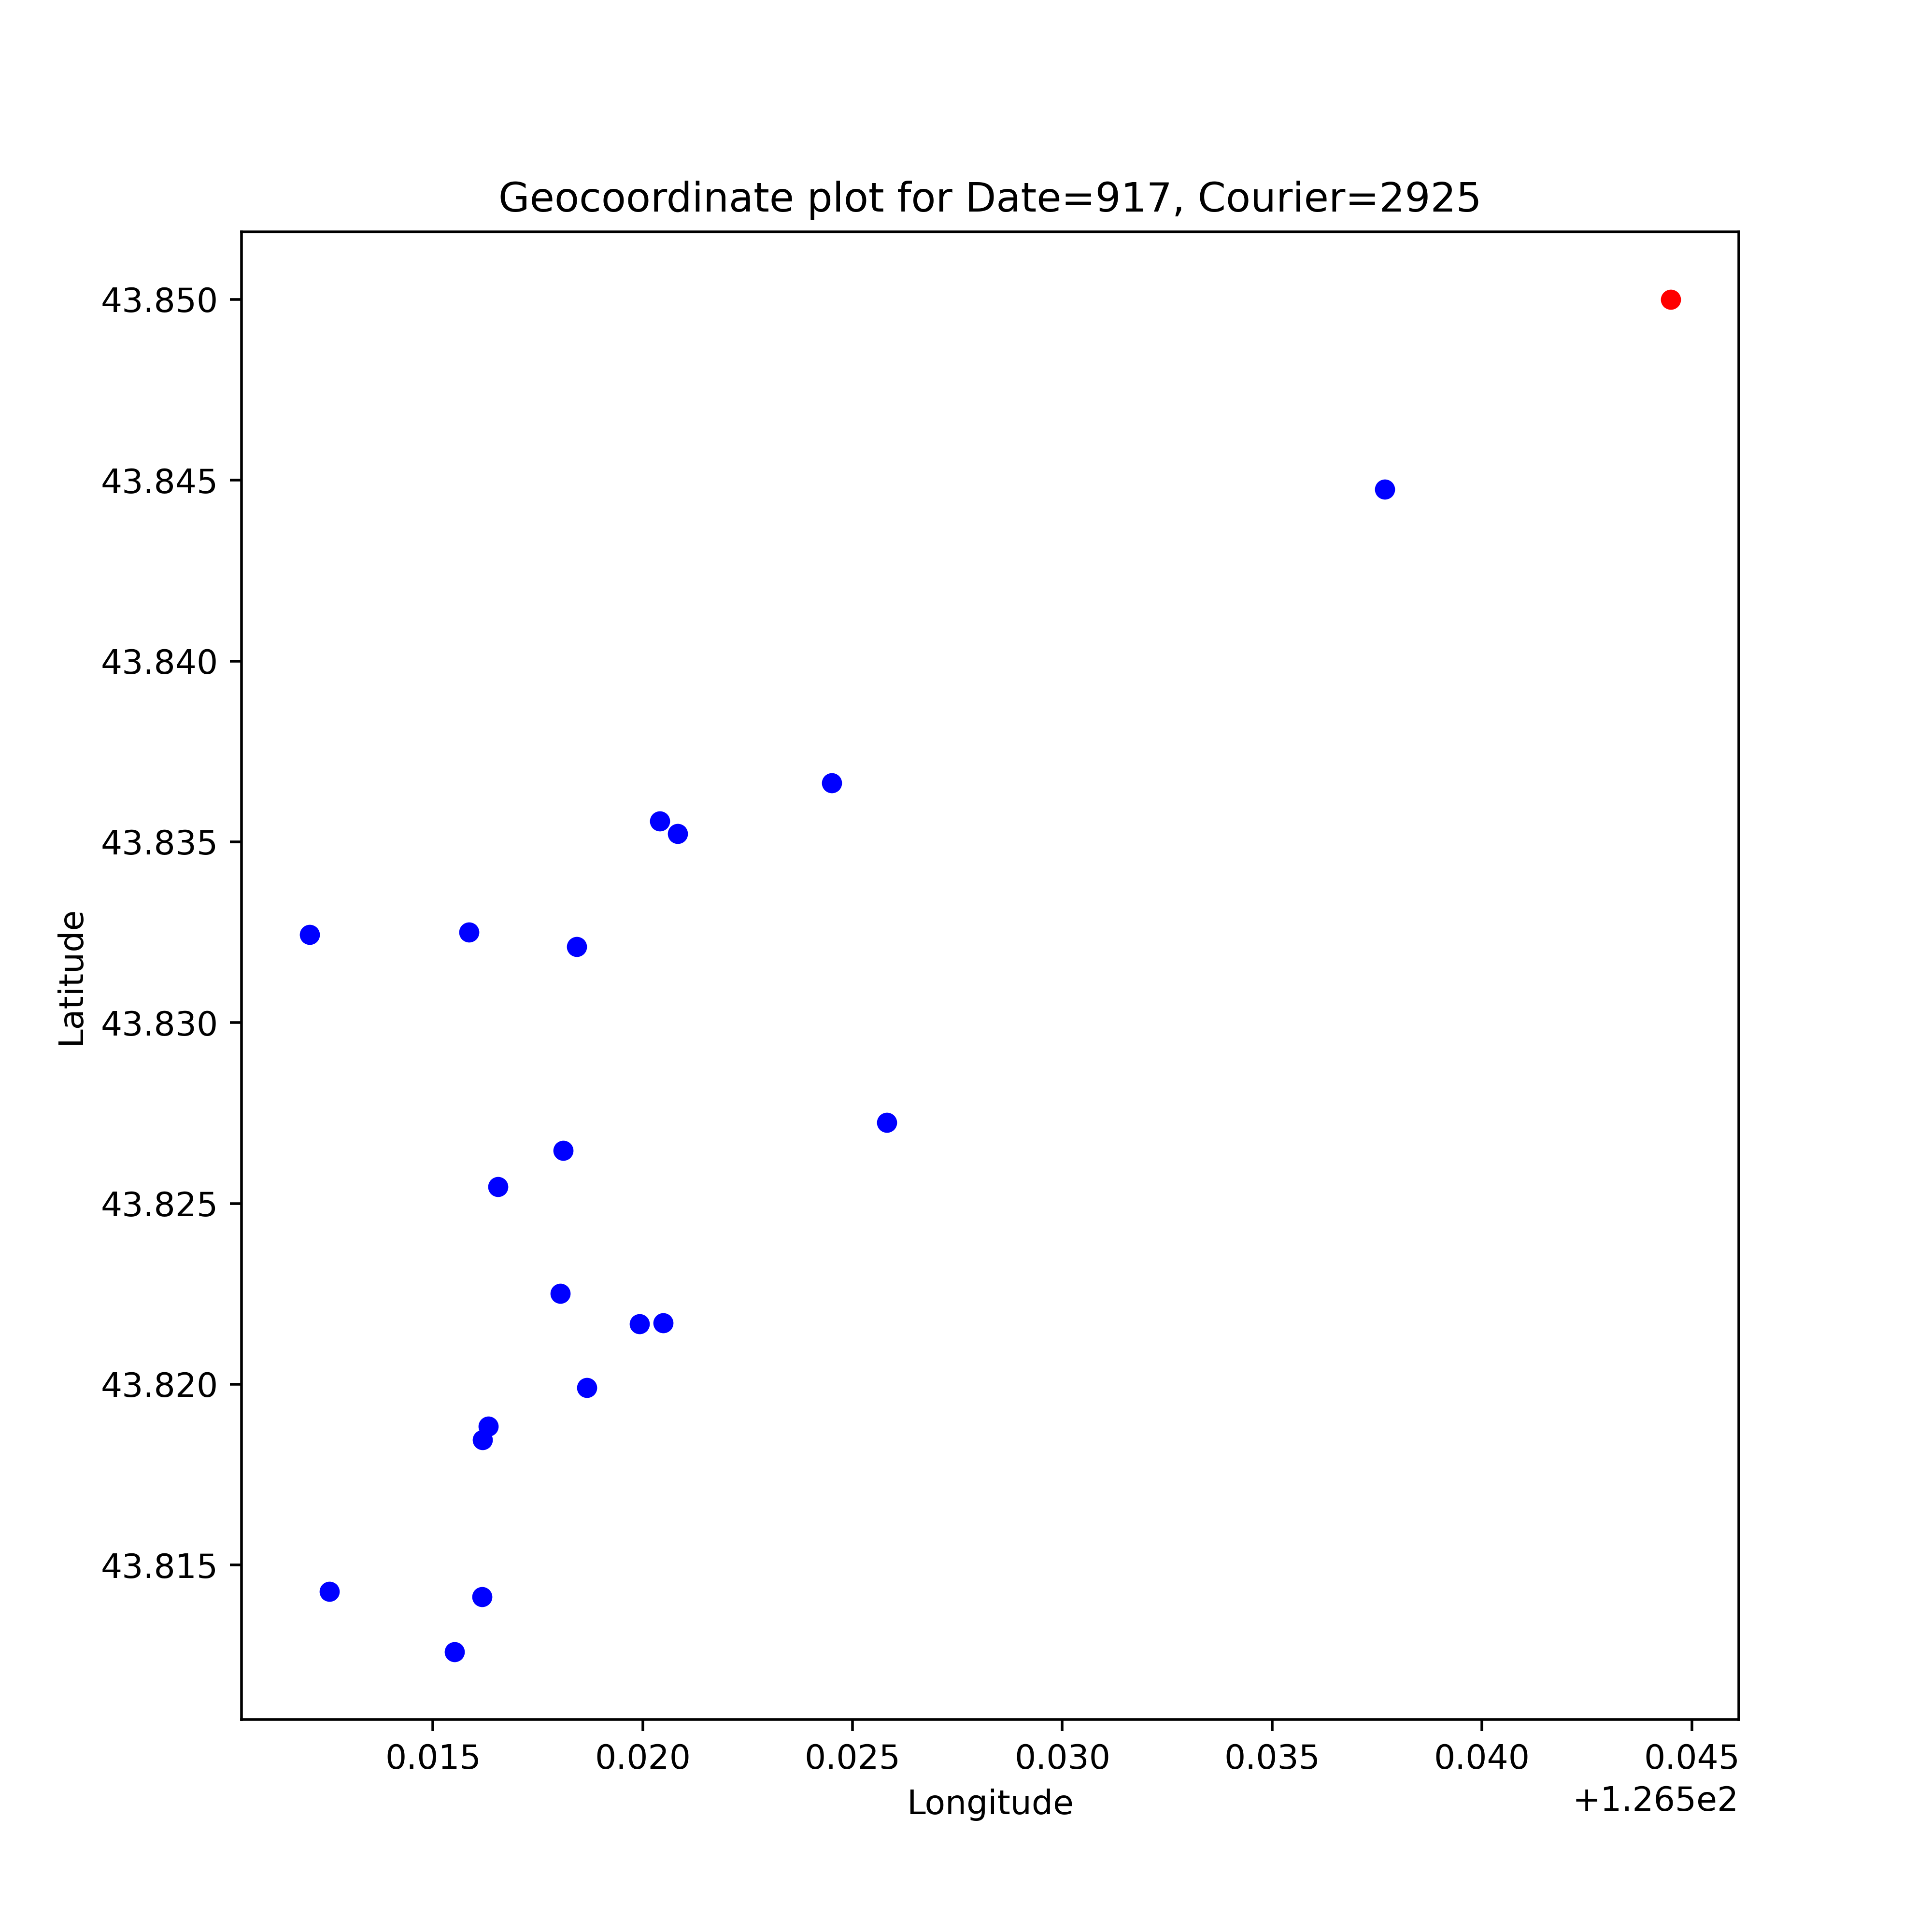 Geocoordinate plot for Date=917, Courier=2925
43.850
43.845
43.840
43.835
43.830
43.825
43.820
43.815
Latitude
0.015 0.020 0.025 0.030 0.035 0.040 0.045
+1.265e2
Longitude